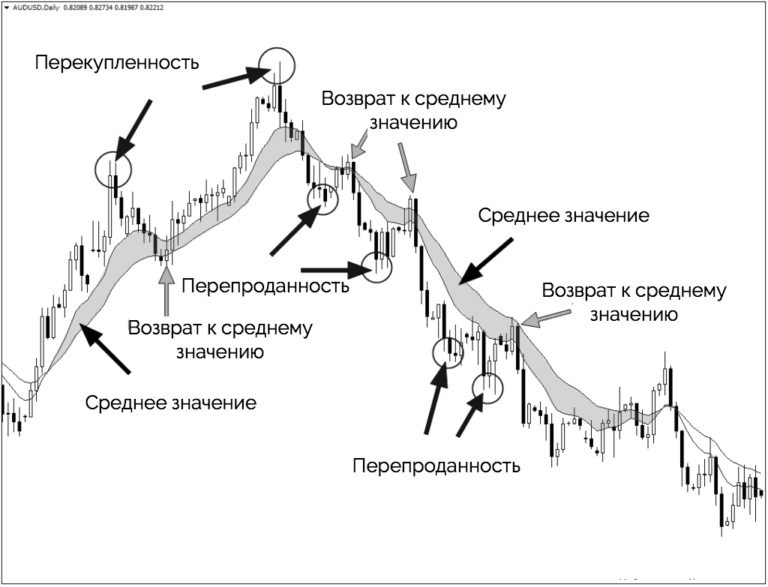 AUDUSD,Daily 0.82089 0.82734 0.81987 0.82212
Перекупленность
Возврат к среднему
значению
Среднее значение
Перепроданность
Возврат к среднему
значению
Возврат к среднему
значению
Среднее значение
Перепроданность